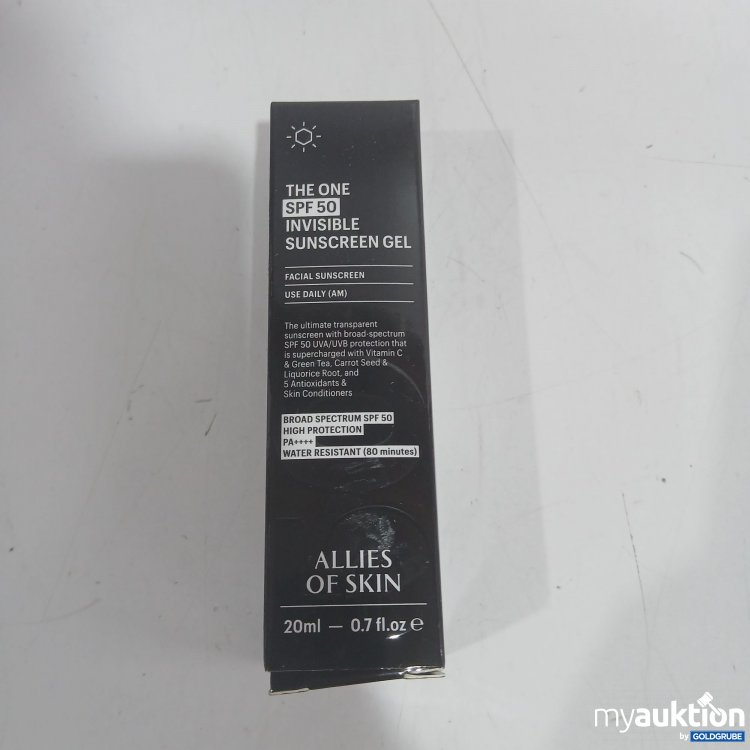 THE ONE
SPF 50
INVISIBLE
SUNSCREEN GEL
FACIAL SUNSCREEN
USE DAILY (AM)
The ultimate transparent
sunscreen with broad-spectrum
SPF 50 UVA/UVB protection that
is supercharged with Vitamin C
& Green Tea, Carrot Seed &
Liquorice Root, and
5 Antioxidants &
Skin Conditioners
BROAD SPECTRUM SPF 50
HIGH PROTECTION
PA++++
WATER RESISTANT (80 minutes)
ALLIES
OF SKIN
20ml — 0.7 fl.oz ℮
myauktion
by GOLDGRUBE